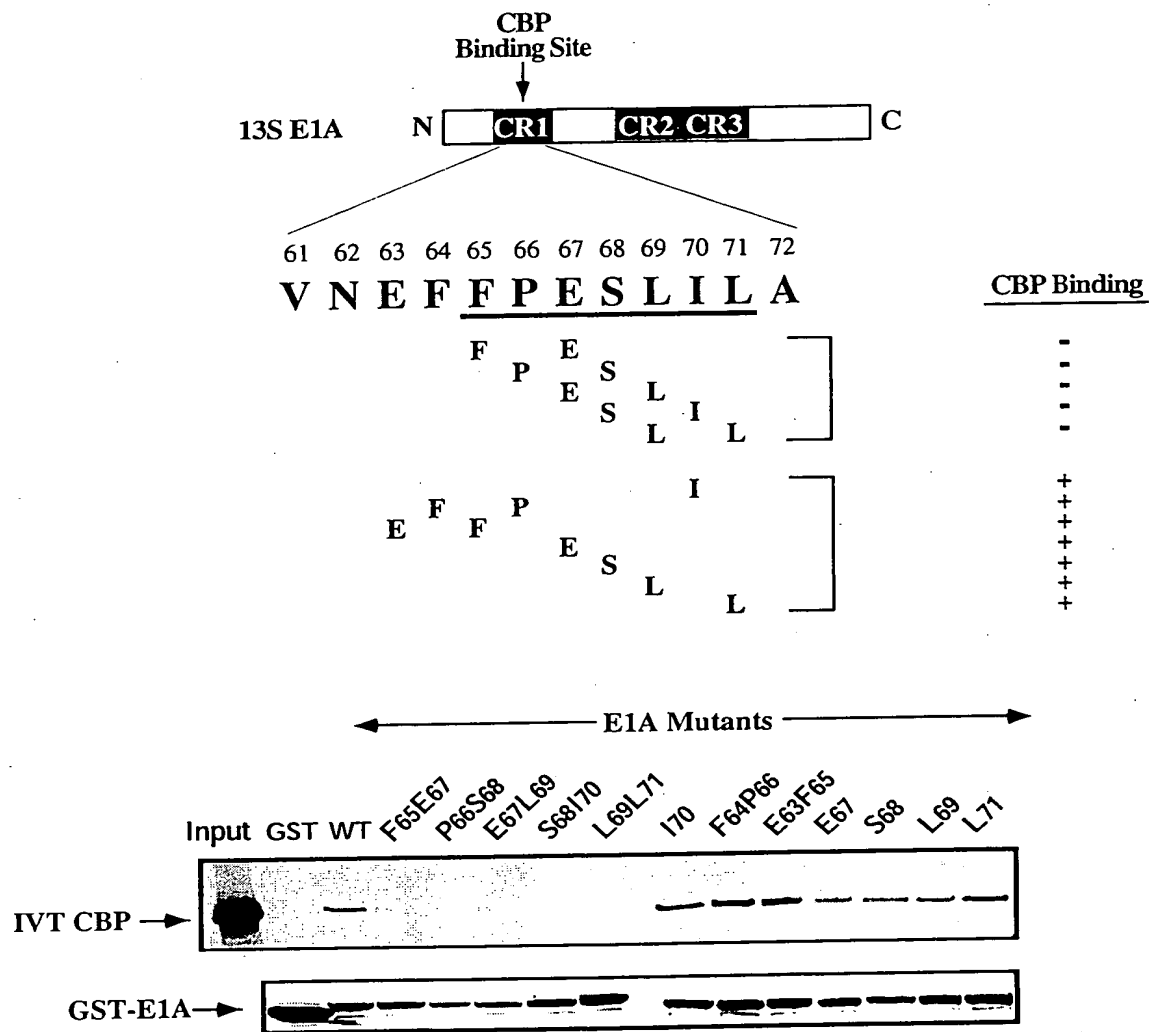 CBP
Binding Site
13S E1A N CR1 CR2 CR3 C
61 62 63 64 65 66 67 68 69 70 71 72
V N E F F P E S L I L A
CBP Binding
F E -
P S -
E L -
S I -
L L -
I +
F P +
E F +
E +
S +
L +
L +
E1A Mutants
Input GST WT F65E67 P66S68 E67L69 S68I70 L69L71 I70 F64P66 E63F65 E67 S68 L69 L71
IVT CBP
GST-E1A